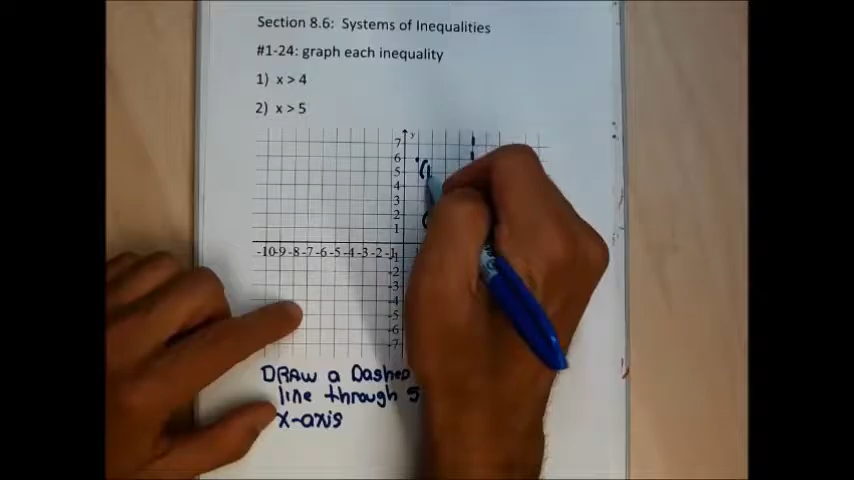 Section 8.6: Systems of Inequalities
#1-24: graph each inequality
1) x > 4
2) x > 5
y
7
6
5
4
3
2
1
-10-9-8-7-6-5-4-3-2-1
-2
-3
-4
-5
-6
-7
DRAW a Dashed
line through 5
x-axis